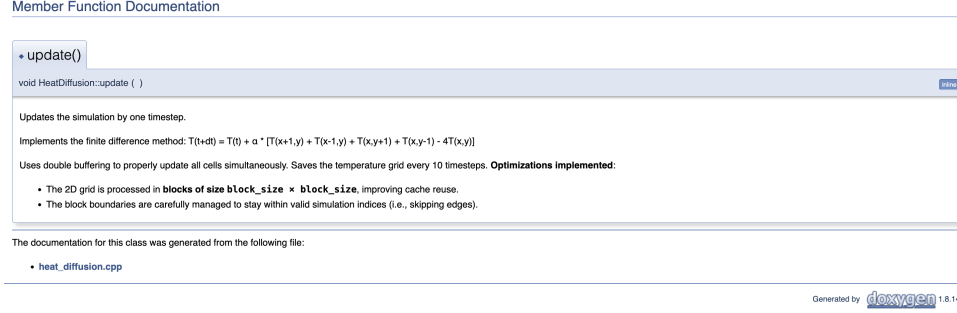 Member Function Documentation
◆ update()
void HeatDiffusion::update ( )
inline
Updates the simulation by one timestep.
Implements the finite difference method: T(t+dt) = T(t) + α * [T(x+1,y) + T(x-1,y) + T(x,y+1) + T(x,y-1) - 4T(x,y)]
Uses double buffering to properly update all cells simultaneously. Saves the temperature grid every 10 timesteps. Optimizations implemented:
• The 2D grid is processed in blocks of size block_size × block_size, improving cache reuse.
• The block boundaries are carefully managed to stay within valid simulation indices (i.e., skipping edges).
The documentation for this class was generated from the following file:
• heat_diffusion.cpp
Generated by doxygen 1.8.14